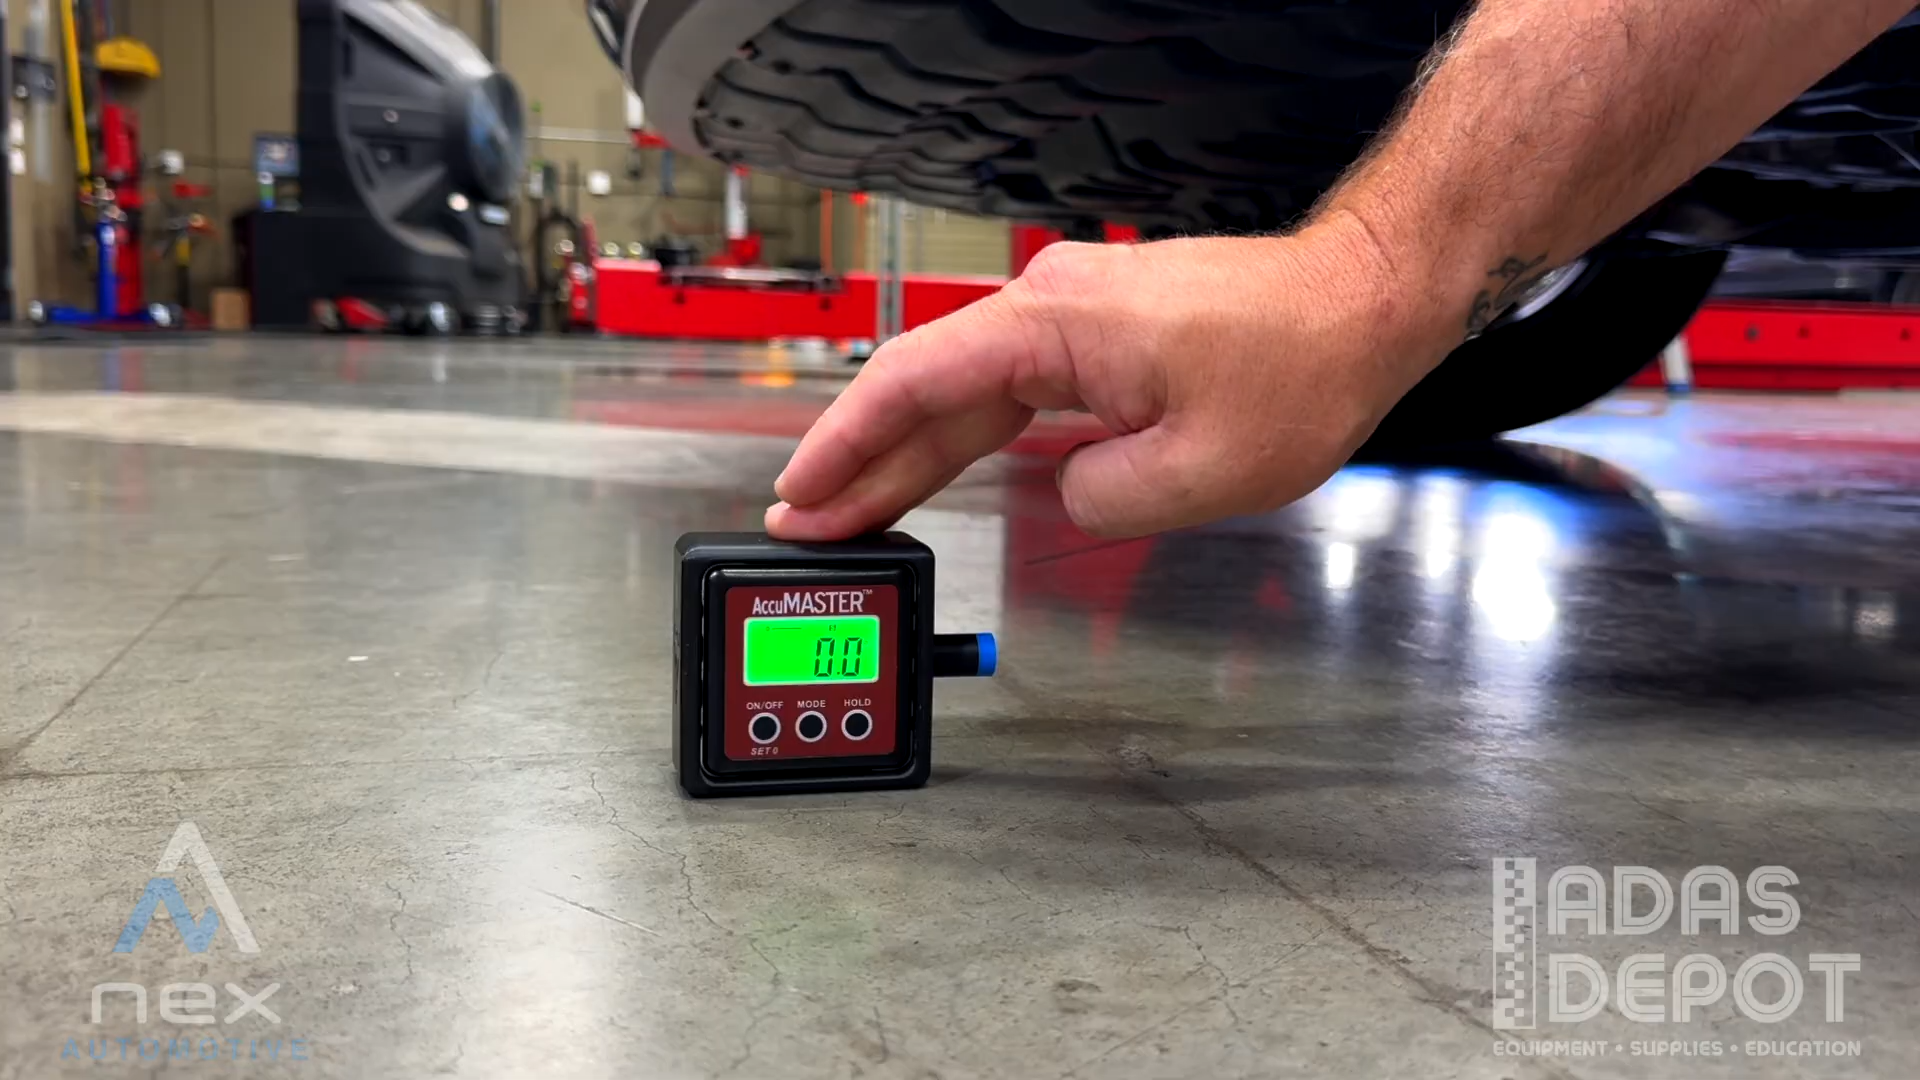 AccuMASTER™
0.0
ON/OFF MODE HOLD
SET 0
nex
AUTOMOTIVE
ADAS
DEPOT
EQUIPMENT • SUPPLIES • EDUCATION